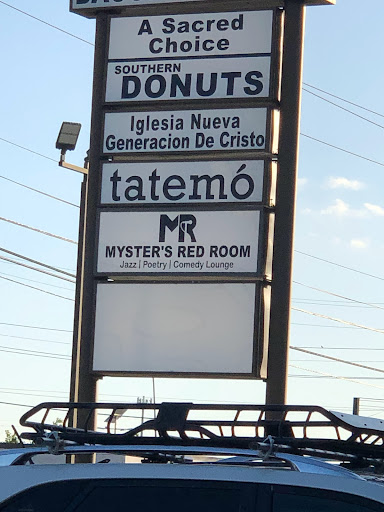 A Sacred
Choice
SOUTHERN
DONUTS
Iglesia Nueva
Generacion De Cristo
tatemó
MR
MYSTER'S RED ROOM
Jazz | Poetry | Comedy Lounge